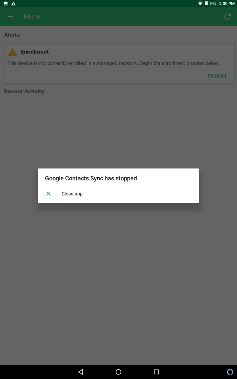 Home
Alerts
Enrollment
This device is not currently enrolled in a managed network. Begin the enrollment process below.
ENROLL
Recent Activity
Google Contacts Sync has stopped
Close app